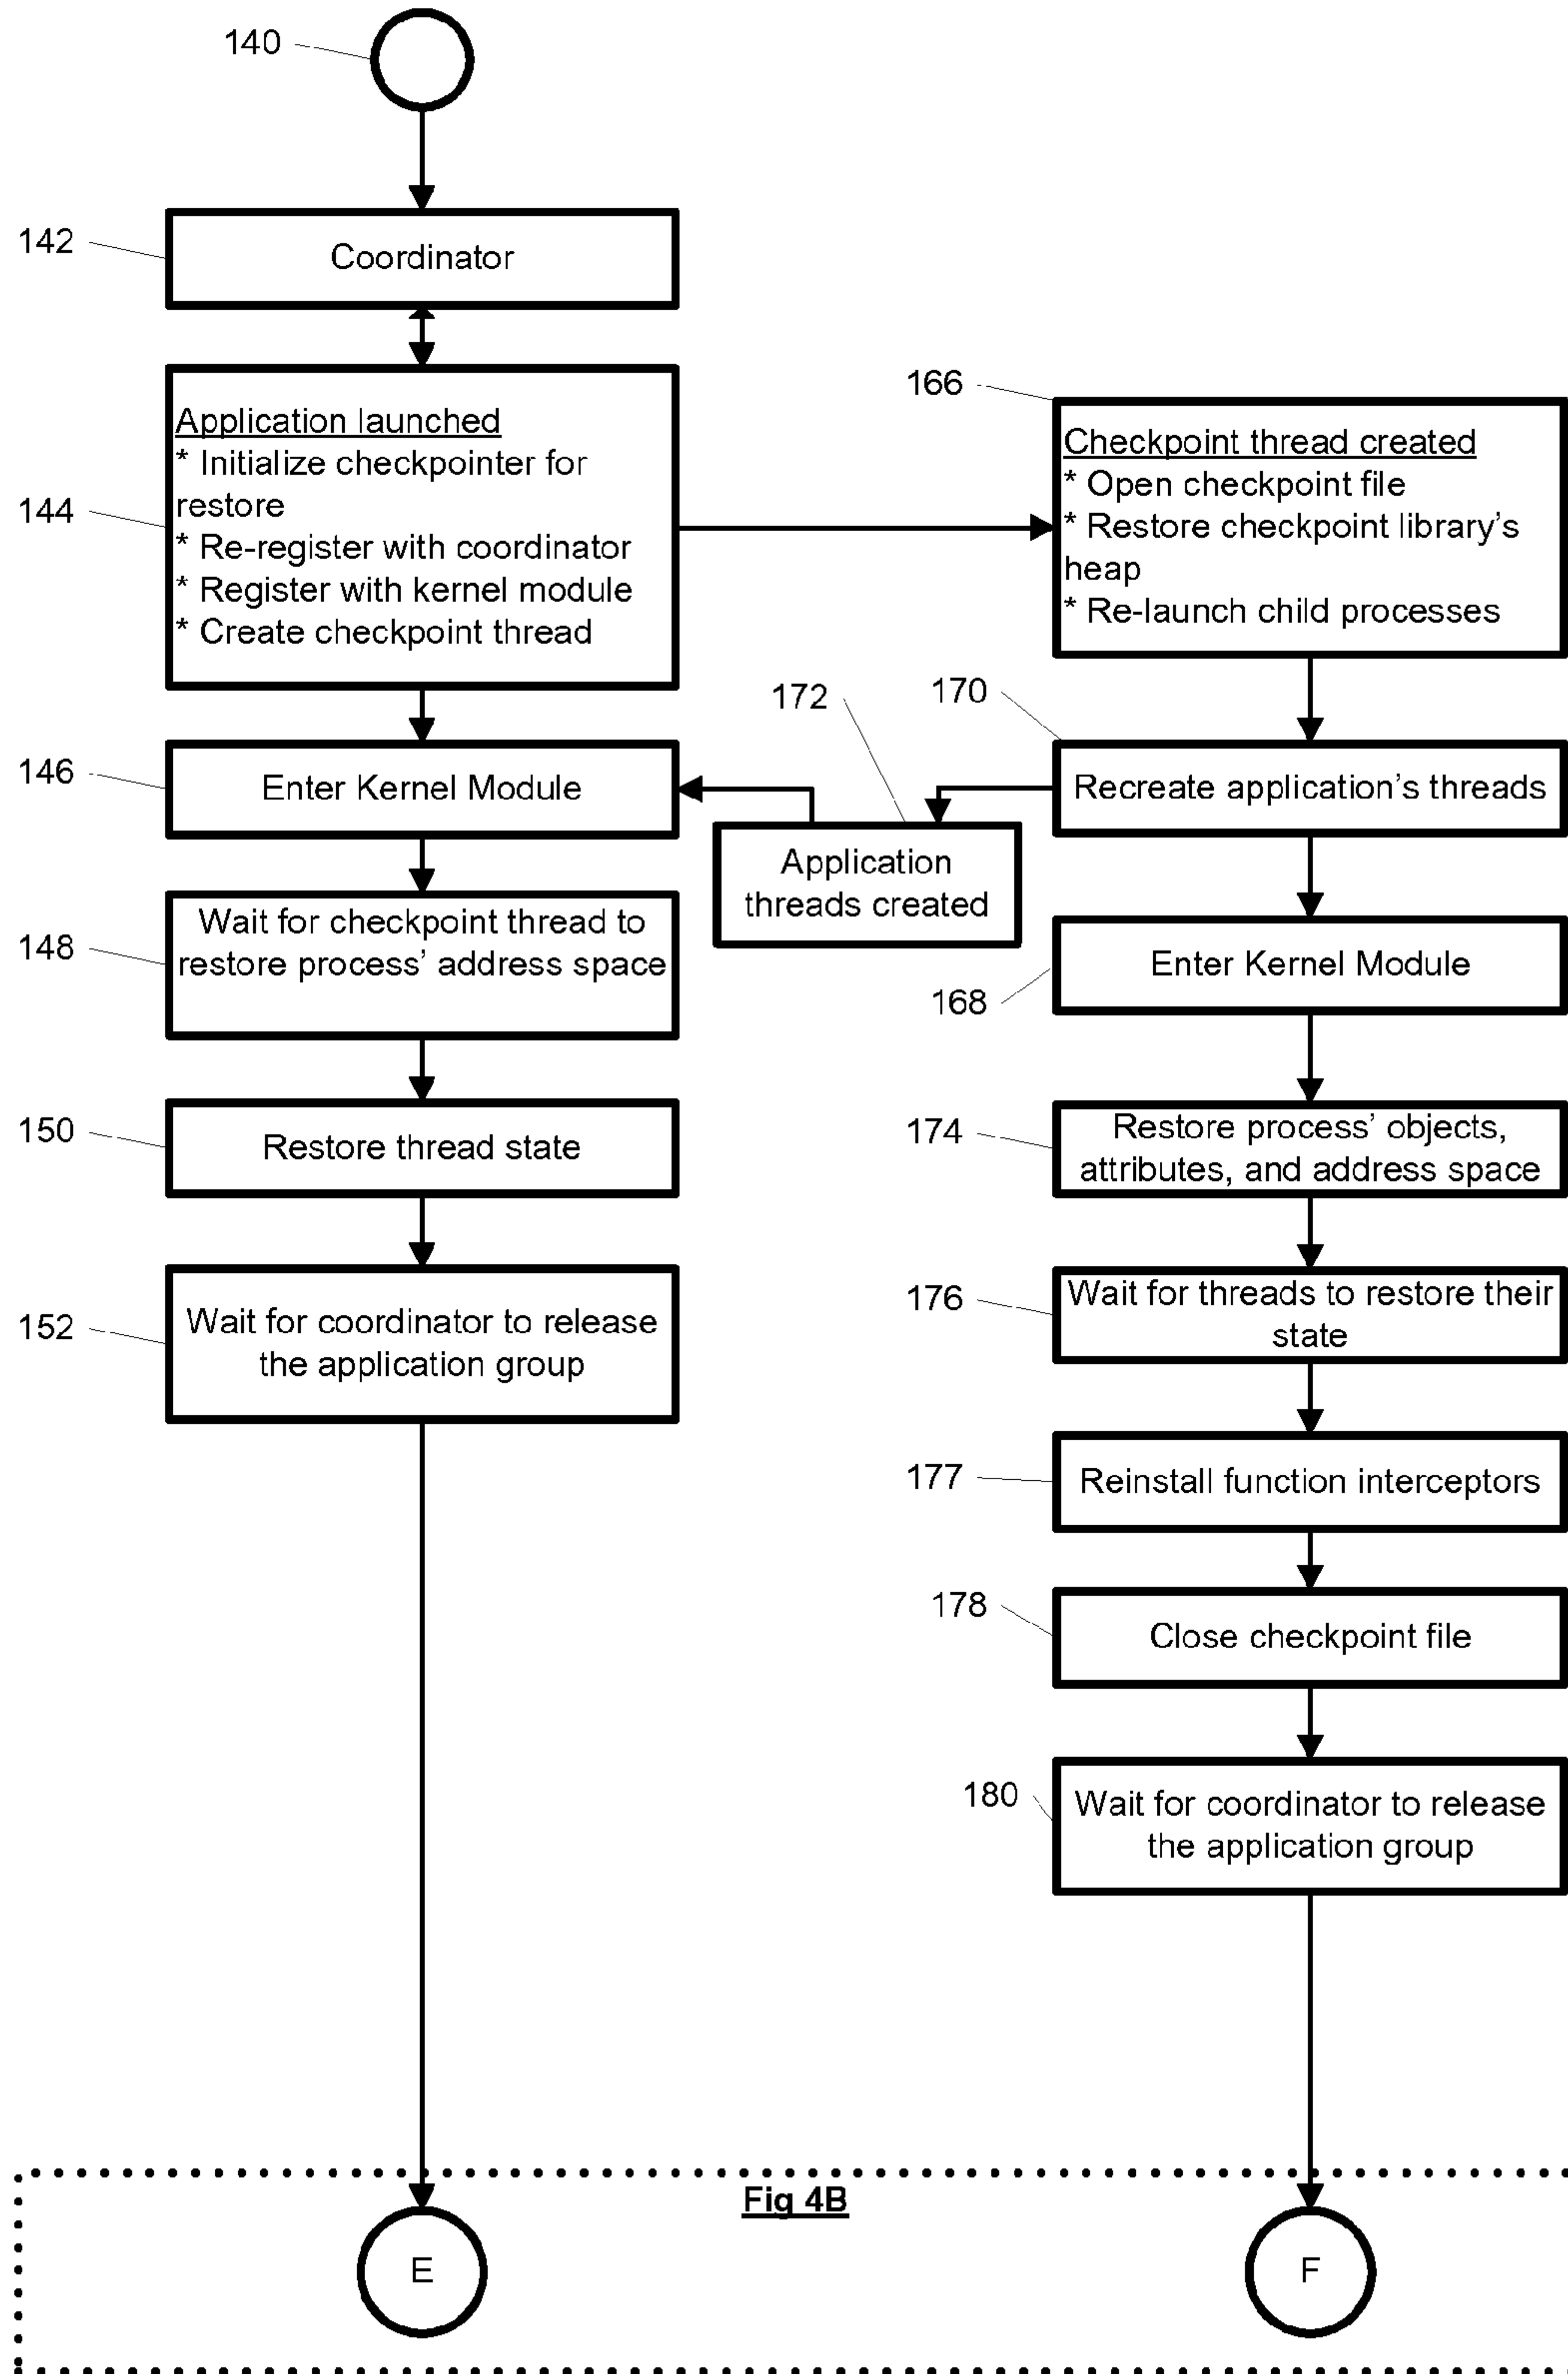 140
142
Coordinator
144
Application launched
* Initialize checkpointer for
restore
* Re-register with coordinator
* Register with kernel module
* Create checkpoint thread
166
Checkpoint thread created
* Open checkpoint file
* Restore checkpoint library’s
heap
* Re-launch child processes
146
Enter Kernel Module
172
Application
threads created
170
Recreate application’s threads
148
Wait for checkpoint thread to
restore process’ address space
168
Enter Kernel Module
150
Restore thread state
174
Restore process’ objects,
attributes, and address space
152
Wait for coordinator to release
the application group
176
Wait for threads to restore their
state
177
Reinstall function interceptors
178
Close checkpoint file
180
Wait for coordinator to release
the application group
Fig 4B
E
F